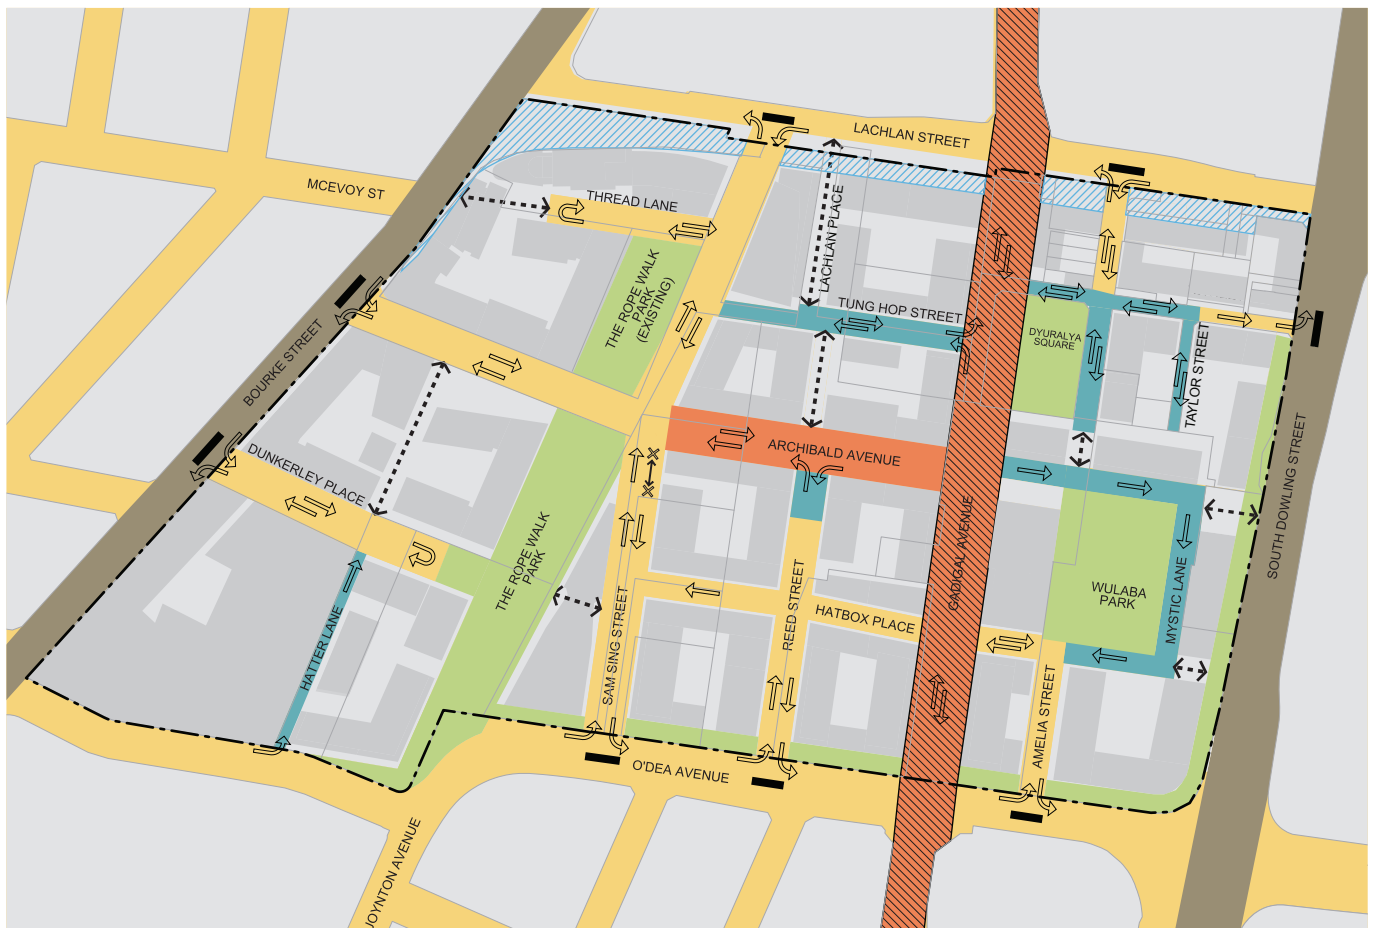 LACHLAN STREET
MCEVOY ST
THREAD LANE
LACHLAN PLACE
THE ROPE WALK
PARK
(EXISTING)
TUNG HOP STREET
DYURALYA
SQUARE
TAYLOR STREET
BOURKE STREET
ARCHIBALD AVENUE
DUNKERLEY PLACE
SOUTH DOWLING STREET
GADIGAL AVENUE
THE ROPE WALK
PARK
WULABA
PARK
MYSTIC LANE
REED STREET
HATBOX PLACE
SAM SING STREET
HATTER LANE
AMELIA STREET
O'DEA AVENUE
JOYNTON AVENUE